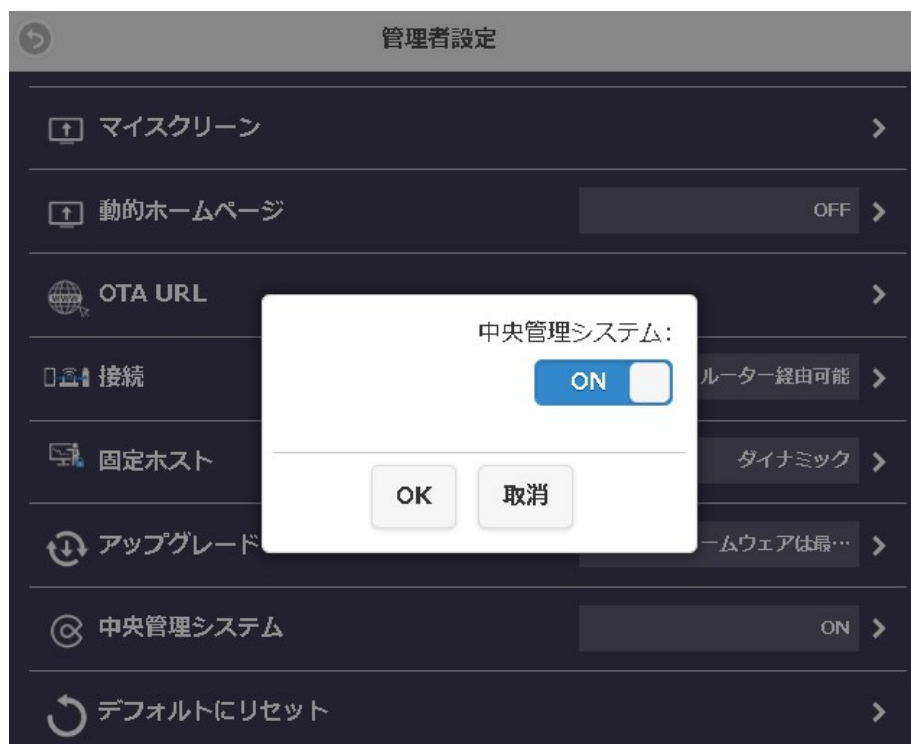 管理者設定
マイスクリーン
動的ホームページ OFF
OTA URL
中央管理システム:
ON
接続 ルーター経由可能
固定ホスト ダイナミック
OK 取消
アップグレード ームウェアは最…
中央管理システム ON
デフォルトにリセット